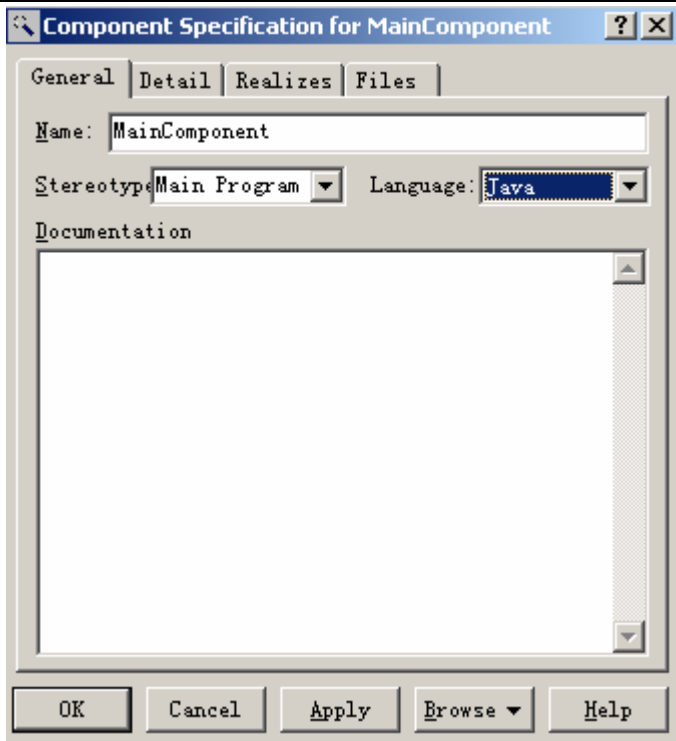 Component Specification for MainComponent
General Detail Realizes Files
Name: MainComponent
Stereotype Main Program Language: Java
Documentation
OK Cancel Apply Browse Help